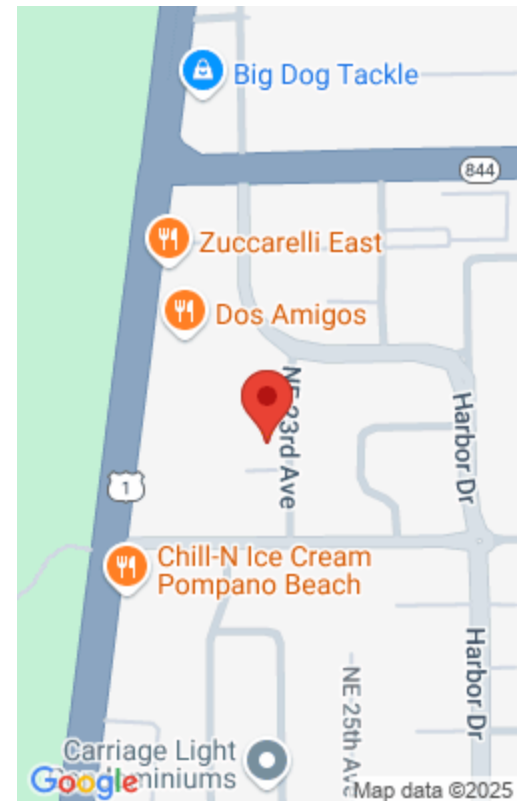 Big Dog Tackle
844
Zuccarelli East
Dos Amigos
NE 23rd Ave
Harbor Dr
1
Chill-N Ice Cream
Pompano Beach
Harbor Dr
NE 25th Ave
Carriage Light
miniums
Google
Map data ©2025